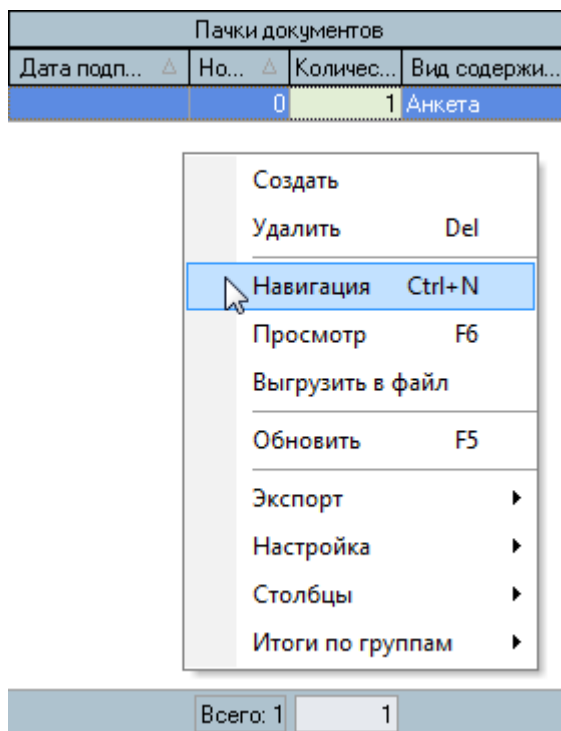 Пачки документов
Дата подп... Но... Количес... Вид содержи...
0 1 Анкета
Создать
Удалить Del
Навигация Ctrl+N
Просмотр F6
Выгрузить в файл
Обновить F5
Экспорт
Настройка
Столбцы
Итоги по группам
Всего: 1 1